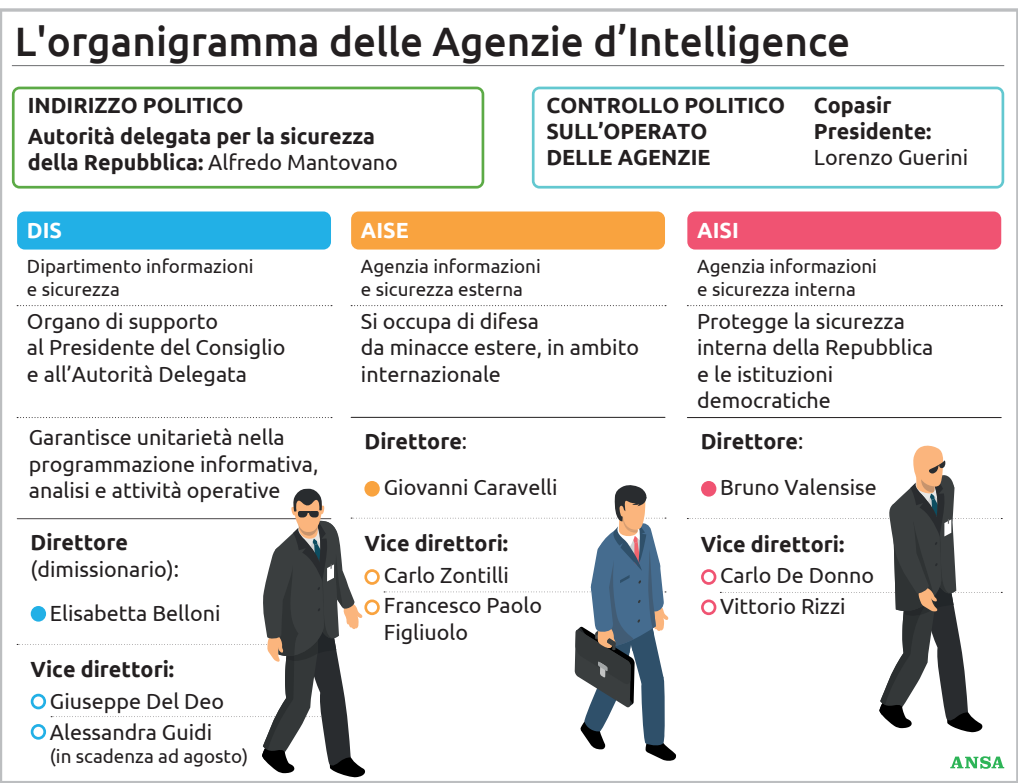 L'organigramma delle Agenzie d’Intelligence
INDIRIZZO POLITICO
Autorità delegata per la sicurezza
della Repubblica: Alfredo Mantovano
CONTROLLO POLITICO
SULL’OPERATO
DELLE AGENZIE
Copasir
Presidente:
Lorenzo Guerini
DIS
Dipartimento informazioni
e sicurezza
Organo di supporto
al Presidente del Consiglio
e all’Autorità Delegata
Garantisce unitarietà nella
programmazione informativa,
analisi e attività operative
Direttore
(dimissionario):
Elisabetta Belloni
Vice direttori:
Giuseppe Del Deo
Alessandra Guidi
(in scadenza ad agosto)
AISE
Agenzia informazioni
e sicurezza esterna
Si occupa di difesa
da minacce estere, in ambito
internazionale
Direttore:
Giovanni Caravelli
Vice direttori:
Carlo Zontilli
Francesco Paolo
Figliuolo
AISI
Agenzia informazioni
e sicurezza interna
Protegge la sicurezza
interna della Repubblica
e le istituzioni
democratiche
Direttore:
Bruno Valensise
Vice direttori:
Carlo De Donno
Vittorio Rizzi
ANSA